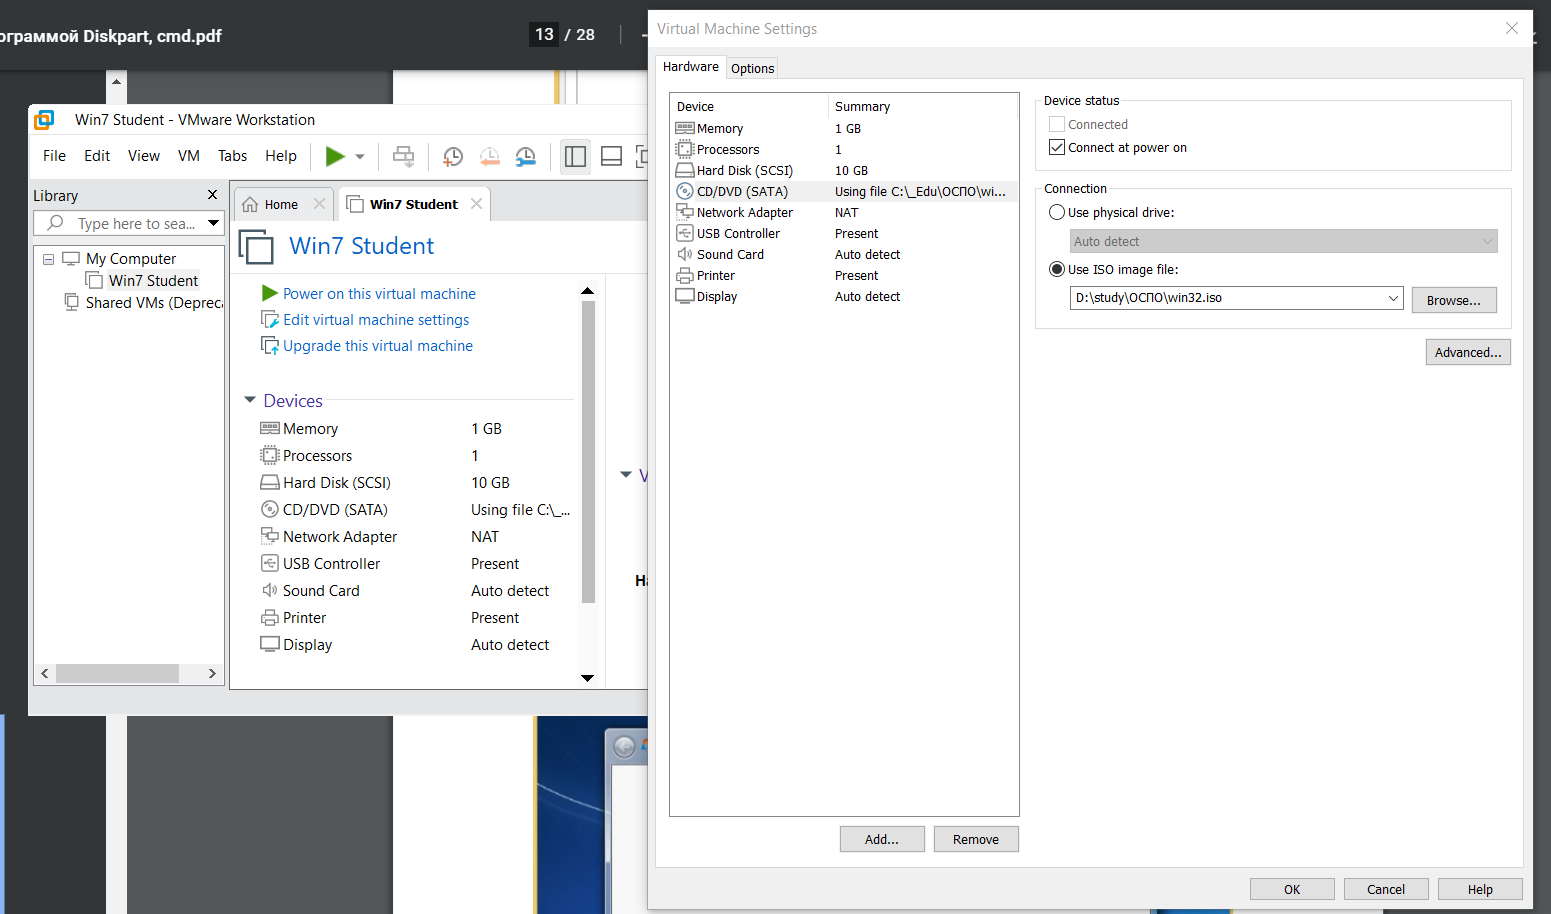 ограммой Diskpart, cmd.pdf
13 / 28
Win7 Student - VMware Workstation
File Edit View VM Tabs Help
Library
Type here to sea...
My Computer
Win7 Student
Shared VMs (Depreca
Home
Win7 Student
Win7 Student
Power on this virtual machine
Edit virtual machine settings
Upgrade this virtual machine
Devices
Memory 1 GB
Processors 1
Hard Disk (SCSI) 10 GB
CD/DVD (SATA) Using file C:\_...
Network Adapter NAT
USB Controller Present
Sound Card Auto detect
Printer Present
Display Auto detect
Virtual Machine Settings
Hardware Options
Device Summary
Memory 1 GB
Processors 1
Hard Disk (SCSI) 10 GB
CD/DVD (SATA) Using file C:\_Edu\ОСПО\wi...
Network Adapter NAT
USB Controller Present
Sound Card Auto detect
Printer Present
Display Auto detect
Add... Remove
Device status
Connected
Connect at power on
Connection
Use physical drive:
Auto detect
Use ISO image file:
D:\study\ОСПО\win32.iso
Browse...
Advanced...
OK Cancel Help